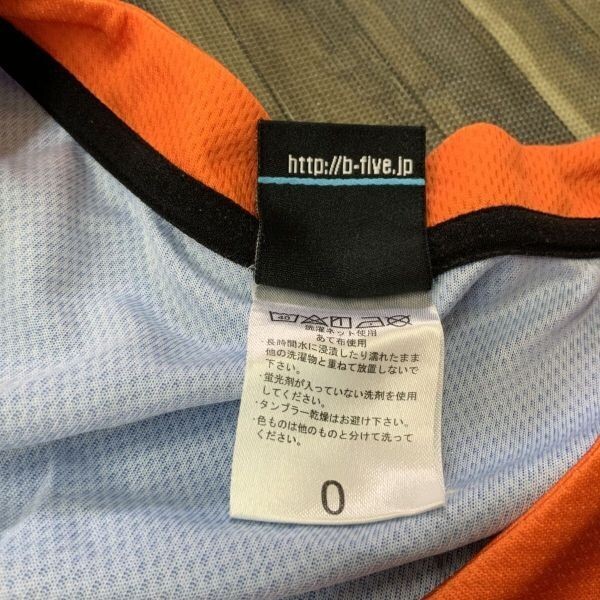 http://b-five.jp
40
洗濯ネット使用
あて布使用
・長時間水に浸漬したり濡れたまま
他の洗濯物と重ねて放置しないで
下さい。
・蛍光剤が入っていない洗剤を使用
してください。
・タンブラー乾燥はお避け下さい。
・色ものは他のものと分けて洗って
ください。
0